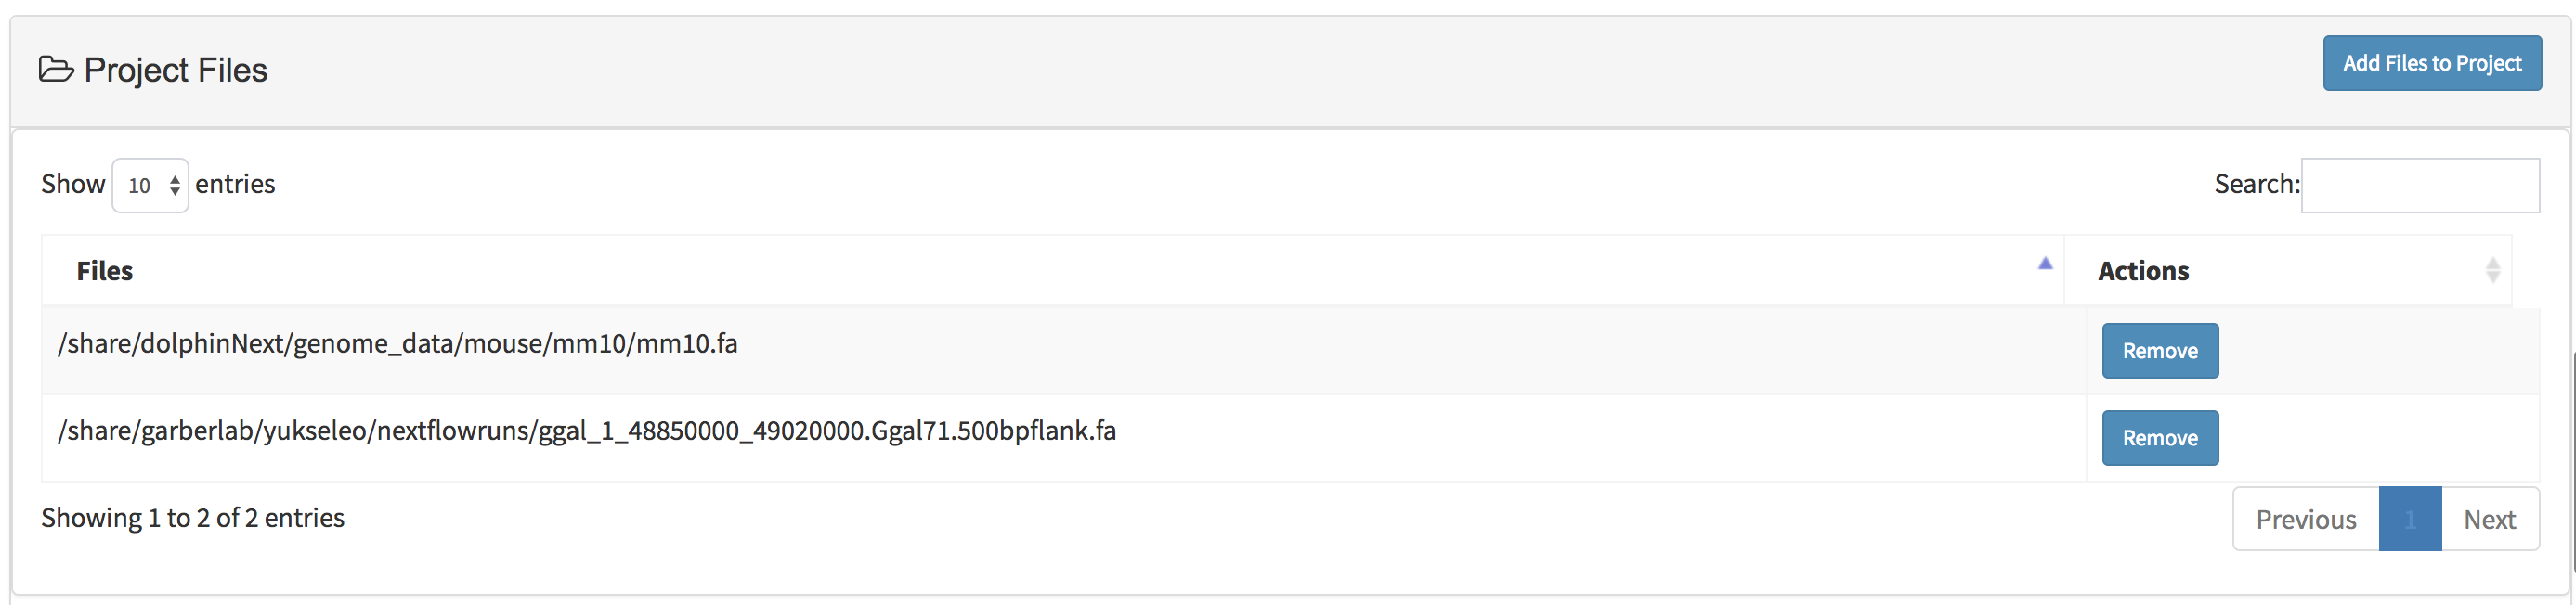 Project Files
Add Files to Project
Show 10 entries
Search:
Files
Actions
/share/dolphinNext/genome_data/mouse/mm10/mm10.fa
Remove
/share/garberlab/yukseleo/nextflowruns/ggal_1_48850000_49020000.Ggal71.500bpflank.fa
Remove
Showing 1 to 2 of 2 entries
Previous 1 Next